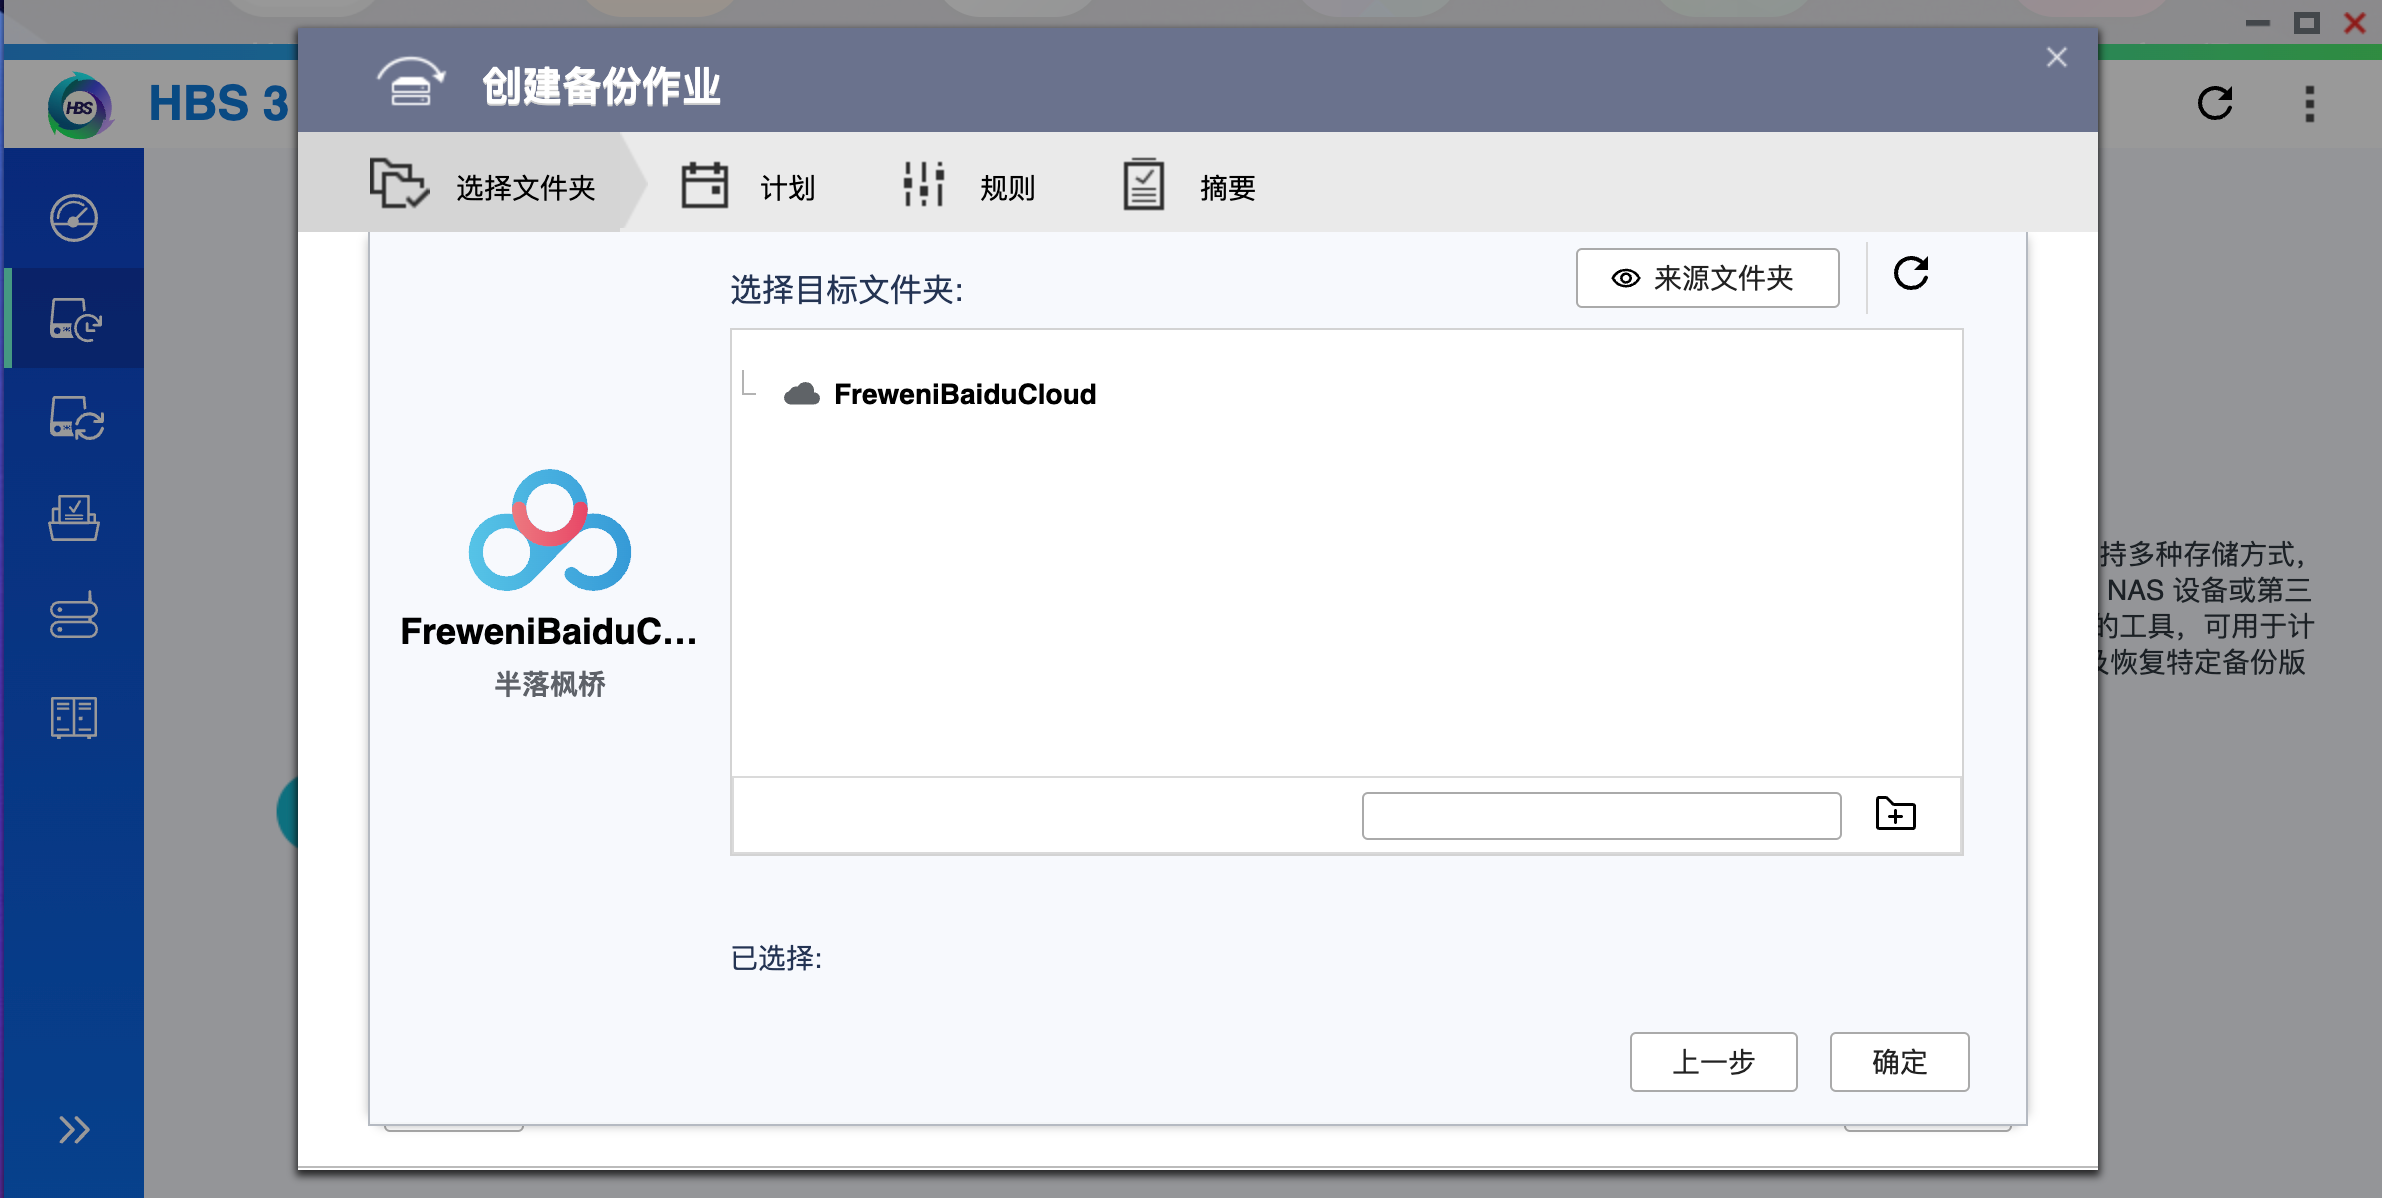 HBS 3
HBS
创建备份作业
选择文件夹
计划
规则
摘要
选择目标文件夹:
来源文件夹
FreweniBaiduCloud
FreweniBaiduC...
半落枫桥
持多种存储方式，
NAS 设备或第三
的工具，可用于计
及恢复特定备份版
已选择:
上一步
确定